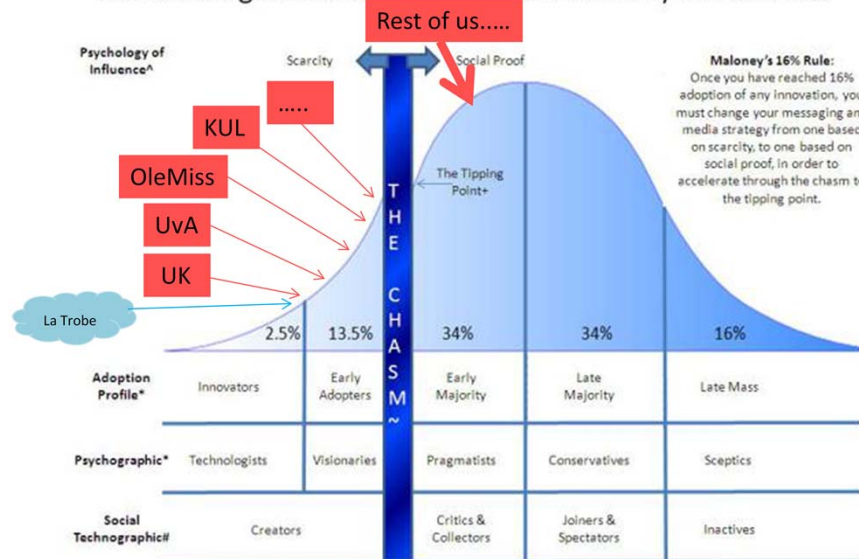 Rest of us.....
Psychology of
Influence^
Scarcity
Social Proof
Maloney's 16% Rule:
Once you have reached 16%
adoption of any innovation, you
must change your messaging an
media strategy from one based
on scarcity, to one based on
social proof, in order to
accelerate through the chasm to
the tipping point.
.....
KUL
OleMiss
UvA
UK
La Trobe
The Tipping
Point+
THE CHASM~
2.5%
13.5%
34%
34%
16%
Adoption
Profile*
Innovators
Early
Adopters
Early
Majority
Late
Majority
Late Mass
Psychographic*
Technologists
Visionaries
Pragmatists
Conservatives
Sceptics
Social
Technographic#
Creators
Critics &
Collectors
Joiners &
Spectators
Inactives